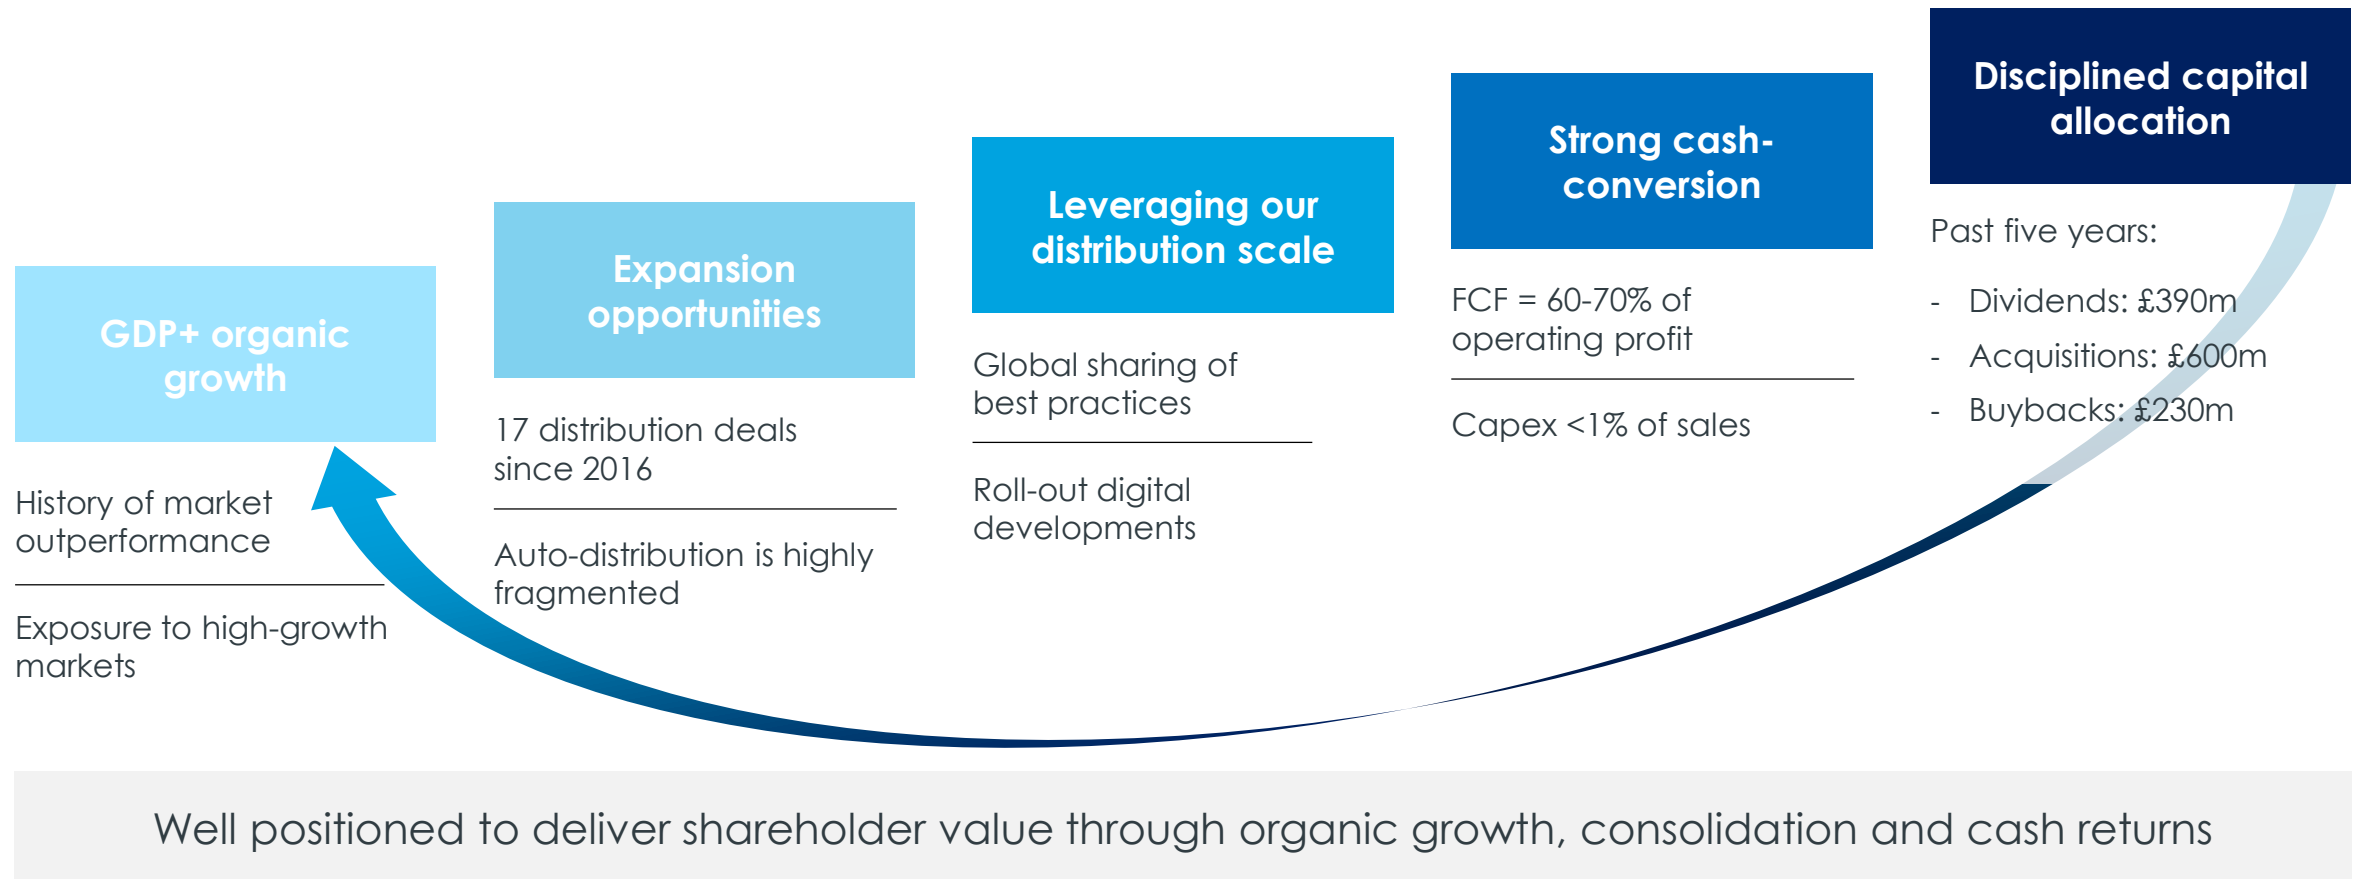 GDP+ organic
growth
History of market
outperformance
Exposure to high-growth
markets
Expansion
opportunities
17 distribution deals
since 2016
Auto-distribution is highly
fragmented
Leveraging our
distribution scale
Global sharing of
best practices
Roll-out digital
developments
Strong cash-
conversion
FCF = 60-70% of
operating profit
Capex <1% of sales
Disciplined capital
allocation
Past five years:
- Dividends: £390m
- Acquisitions: £600m
- Buybacks: £230m
Well positioned to deliver shareholder value through organic growth, consolidation and cash returns